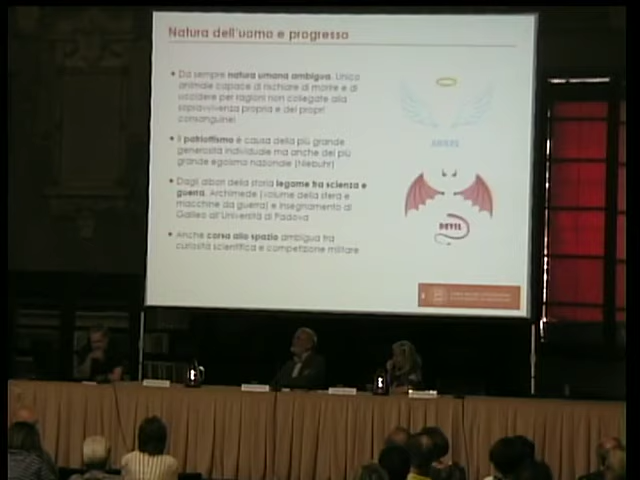 Natura dell'uomo e progresso
• Da sempre natura umana ambigua. Unico
animale capace di rischiare di morire e di
uccidere per ragioni non collegate alla
sopravvivenza propria e dei propri
consanguinei
• Il patriottismo è causa della più grande
generosità individuale ma anche del più
grande egoismo nazionale (Niebuhr)
• Dagli albori della storia legame fra scienza e
guerra. Archimede (volume della sfera e
macchine da guerra) e insegnamento di
Galileo all'Università di Padova
• Anche corsa allo spazio ambigua tra
curiosità scientifica e competizione militare
ANGEL
DEVIL